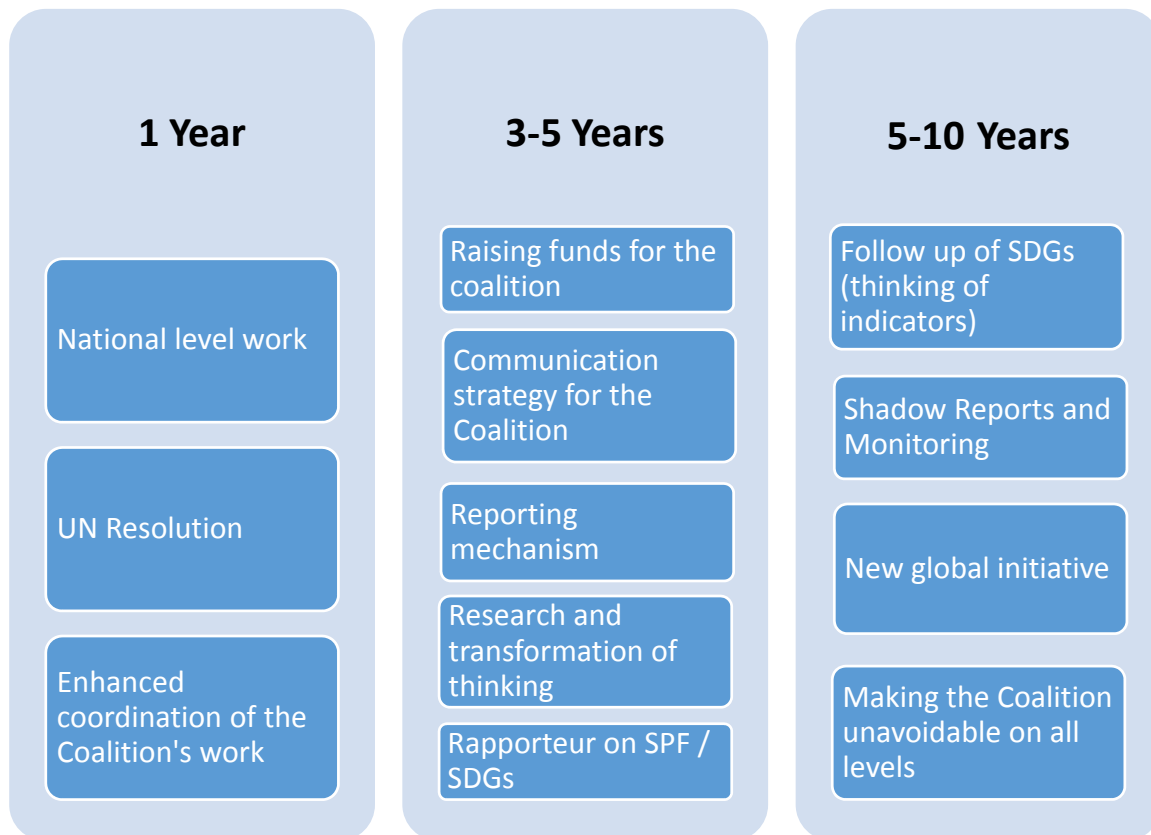 1 Year
National level work
UN Resolution
Enhanced
coordination of the
Coalition's work
3-5 Years
Raising funds for the
coalition
Communication
strategy for the
Coalition
Reporting
mechanism
Research and
transformation of
thinking
Rapporteur on SPF /
SDGs
5-10 Years
Follow up of SDGs
(thinking of
indicators)
Shadow Reports and
Monitoring
New global initiative
Making the Coalition
unavoidable on all
levels